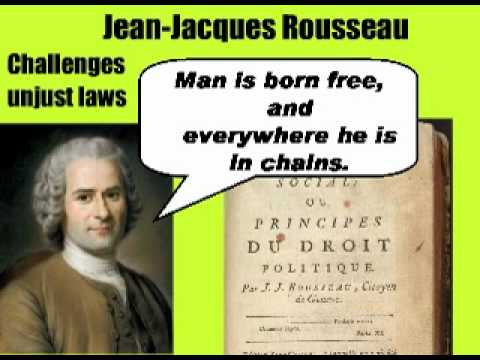 Jean-Jacques Rousseau
Challenges
unjust laws
Man is born free,
and
everywhere he is
in chains.
SOCIAL;
OU,
PRINCIPES
DU DROIT
POLITIQUE.
Par J. J. ROUSSEAU, Citoyen
de Geneve.